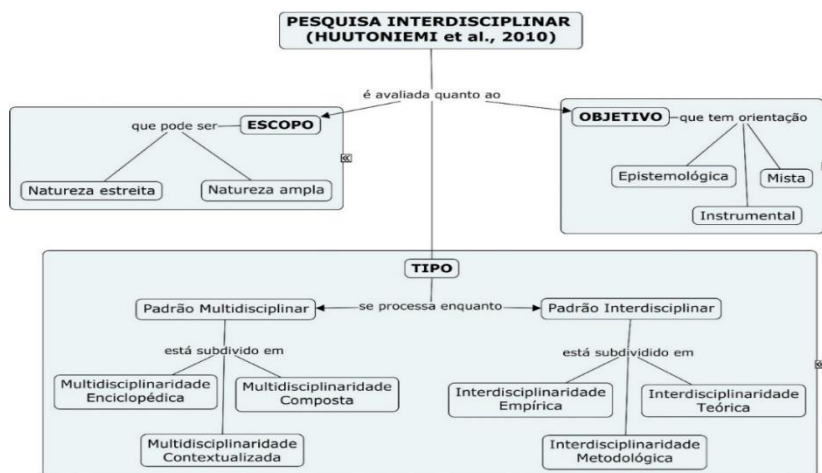 PESQUISA INTERDISCIPLINAR
(HUUTONIEMI et al., 2010)
é avaliada quanto ao
que pode ser
ESCOPO
Natureza estreita
Natureza ampla
OBJETIVO
que tem orientação
Epistemológica
Mista
Instrumental
TIPO
Padrão Multidisciplinar
se processa enquanto
Padrão Interdisciplinar
está subdivido em
Multidisciplinaridade
Enciclopédica
Multidisciplinaridade
Composta
Multidisciplinaridade
Contextualizada
está subdividido em
Interdisciplinaridade
Empírica
Interdisciplinaridade
Teórica
Interdisciplinaridade
Metodológica